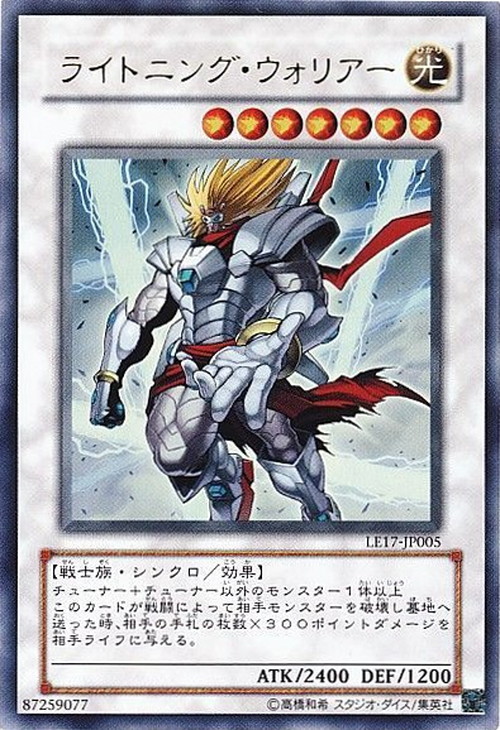 ライトニング・ウォリアー
光
LE17-JP005
【戦士族・シンクロ/効果】
チューナー+チューナー以外のモンスター1体以上
このカードが戦闘によって相手モンスターを破壊し墓地へ
送った時、相手の手札の枚数×300ポイントダメージを
相手ライフに与える。
ATK/2400 DEF/1200
87259077
©高橋和希 スタジオ・ダイス/集英社